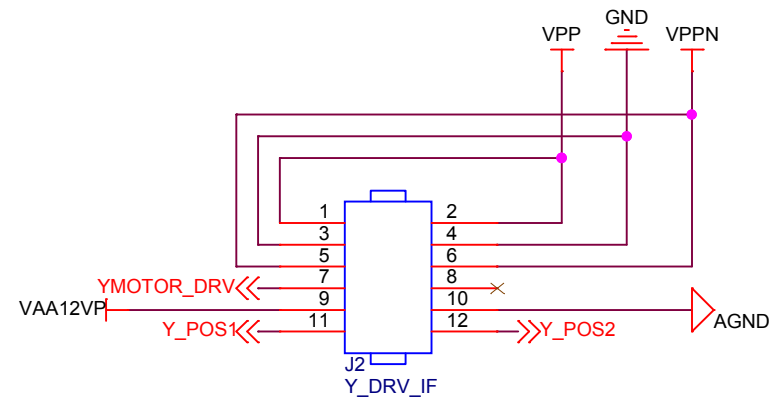 GND
VPP
VPPN
1
2
3
4
5
6
YMOTOR_DRV
7
8
VAA12VP
9
10
AGND
Y_POS1
11
12
Y_POS2
J2
Y_DRV_IF